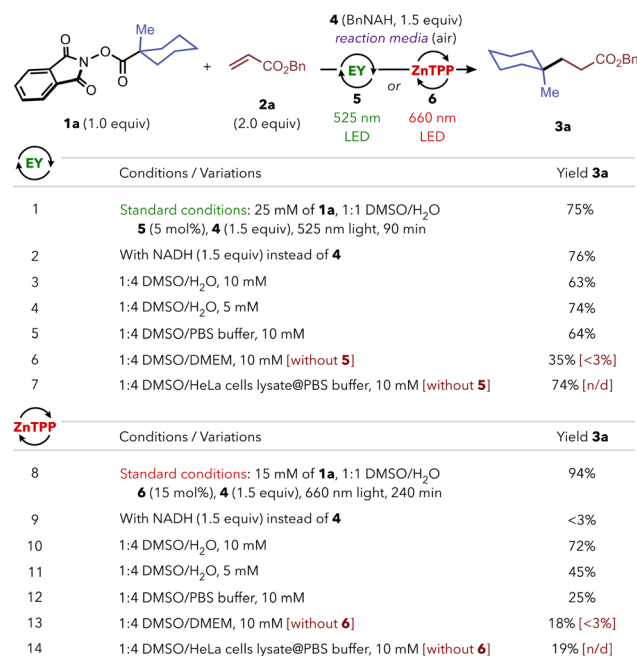 4 (BnNAH, 1.5 equiv)
reaction media (air)
Me
O
N
O
O
O
+
CO2Bn
EY
or
ZnTPP
CO2Bn
Me
5
6
1a (1.0 equiv)
2a
(2.0 equiv)
525 nm
LED
660 nm
LED
3a
EY
Conditions / Variations
Yield 3a
1
Standard conditions: 25 mM of 1a, 1:1 DMSO/H2O
75%
5 (5 mol%), 4 (1.5 equiv), 525 nm light, 90 min
2
With NADH (1.5 equiv) instead of 4
76%
3
1:4 DMSO/H2O, 10 mM
63%
4
1:4 DMSO/H2O, 5 mM
74%
5
1:4 DMSO/PBS buffer, 10 mM
64%
6
1:4 DMSO/DMEM, 10 mM [without 5]
35% [<3%]
7
1:4 DMSO/HeLa cells lysate@PBS buffer, 10 mM [without 5]
74% [n/d]
ZnTPP
Conditions / Variations
Yield 3a
8
Standard conditions: 15 mM of 1a, 1:1 DMSO/H2O
94%
6 (15 mol%), 4 (1.5 equiv), 660 nm light, 240 min
9
With NADH (1.5 equiv) instead of 4
<3%
10
1:4 DMSO/H2O, 10 mM
72%
11
1:4 DMSO/H2O, 5 mM
45%
12
1:4 DMSO/PBS buffer, 10 mM
25%
13
1:4 DMSO/DMEM, 10 mM [without 6]
18% [<3%]
14
1:4 DMSO/HeLa cells lysate@PBS buffer, 10 mM [without 6]
19% [n/d]